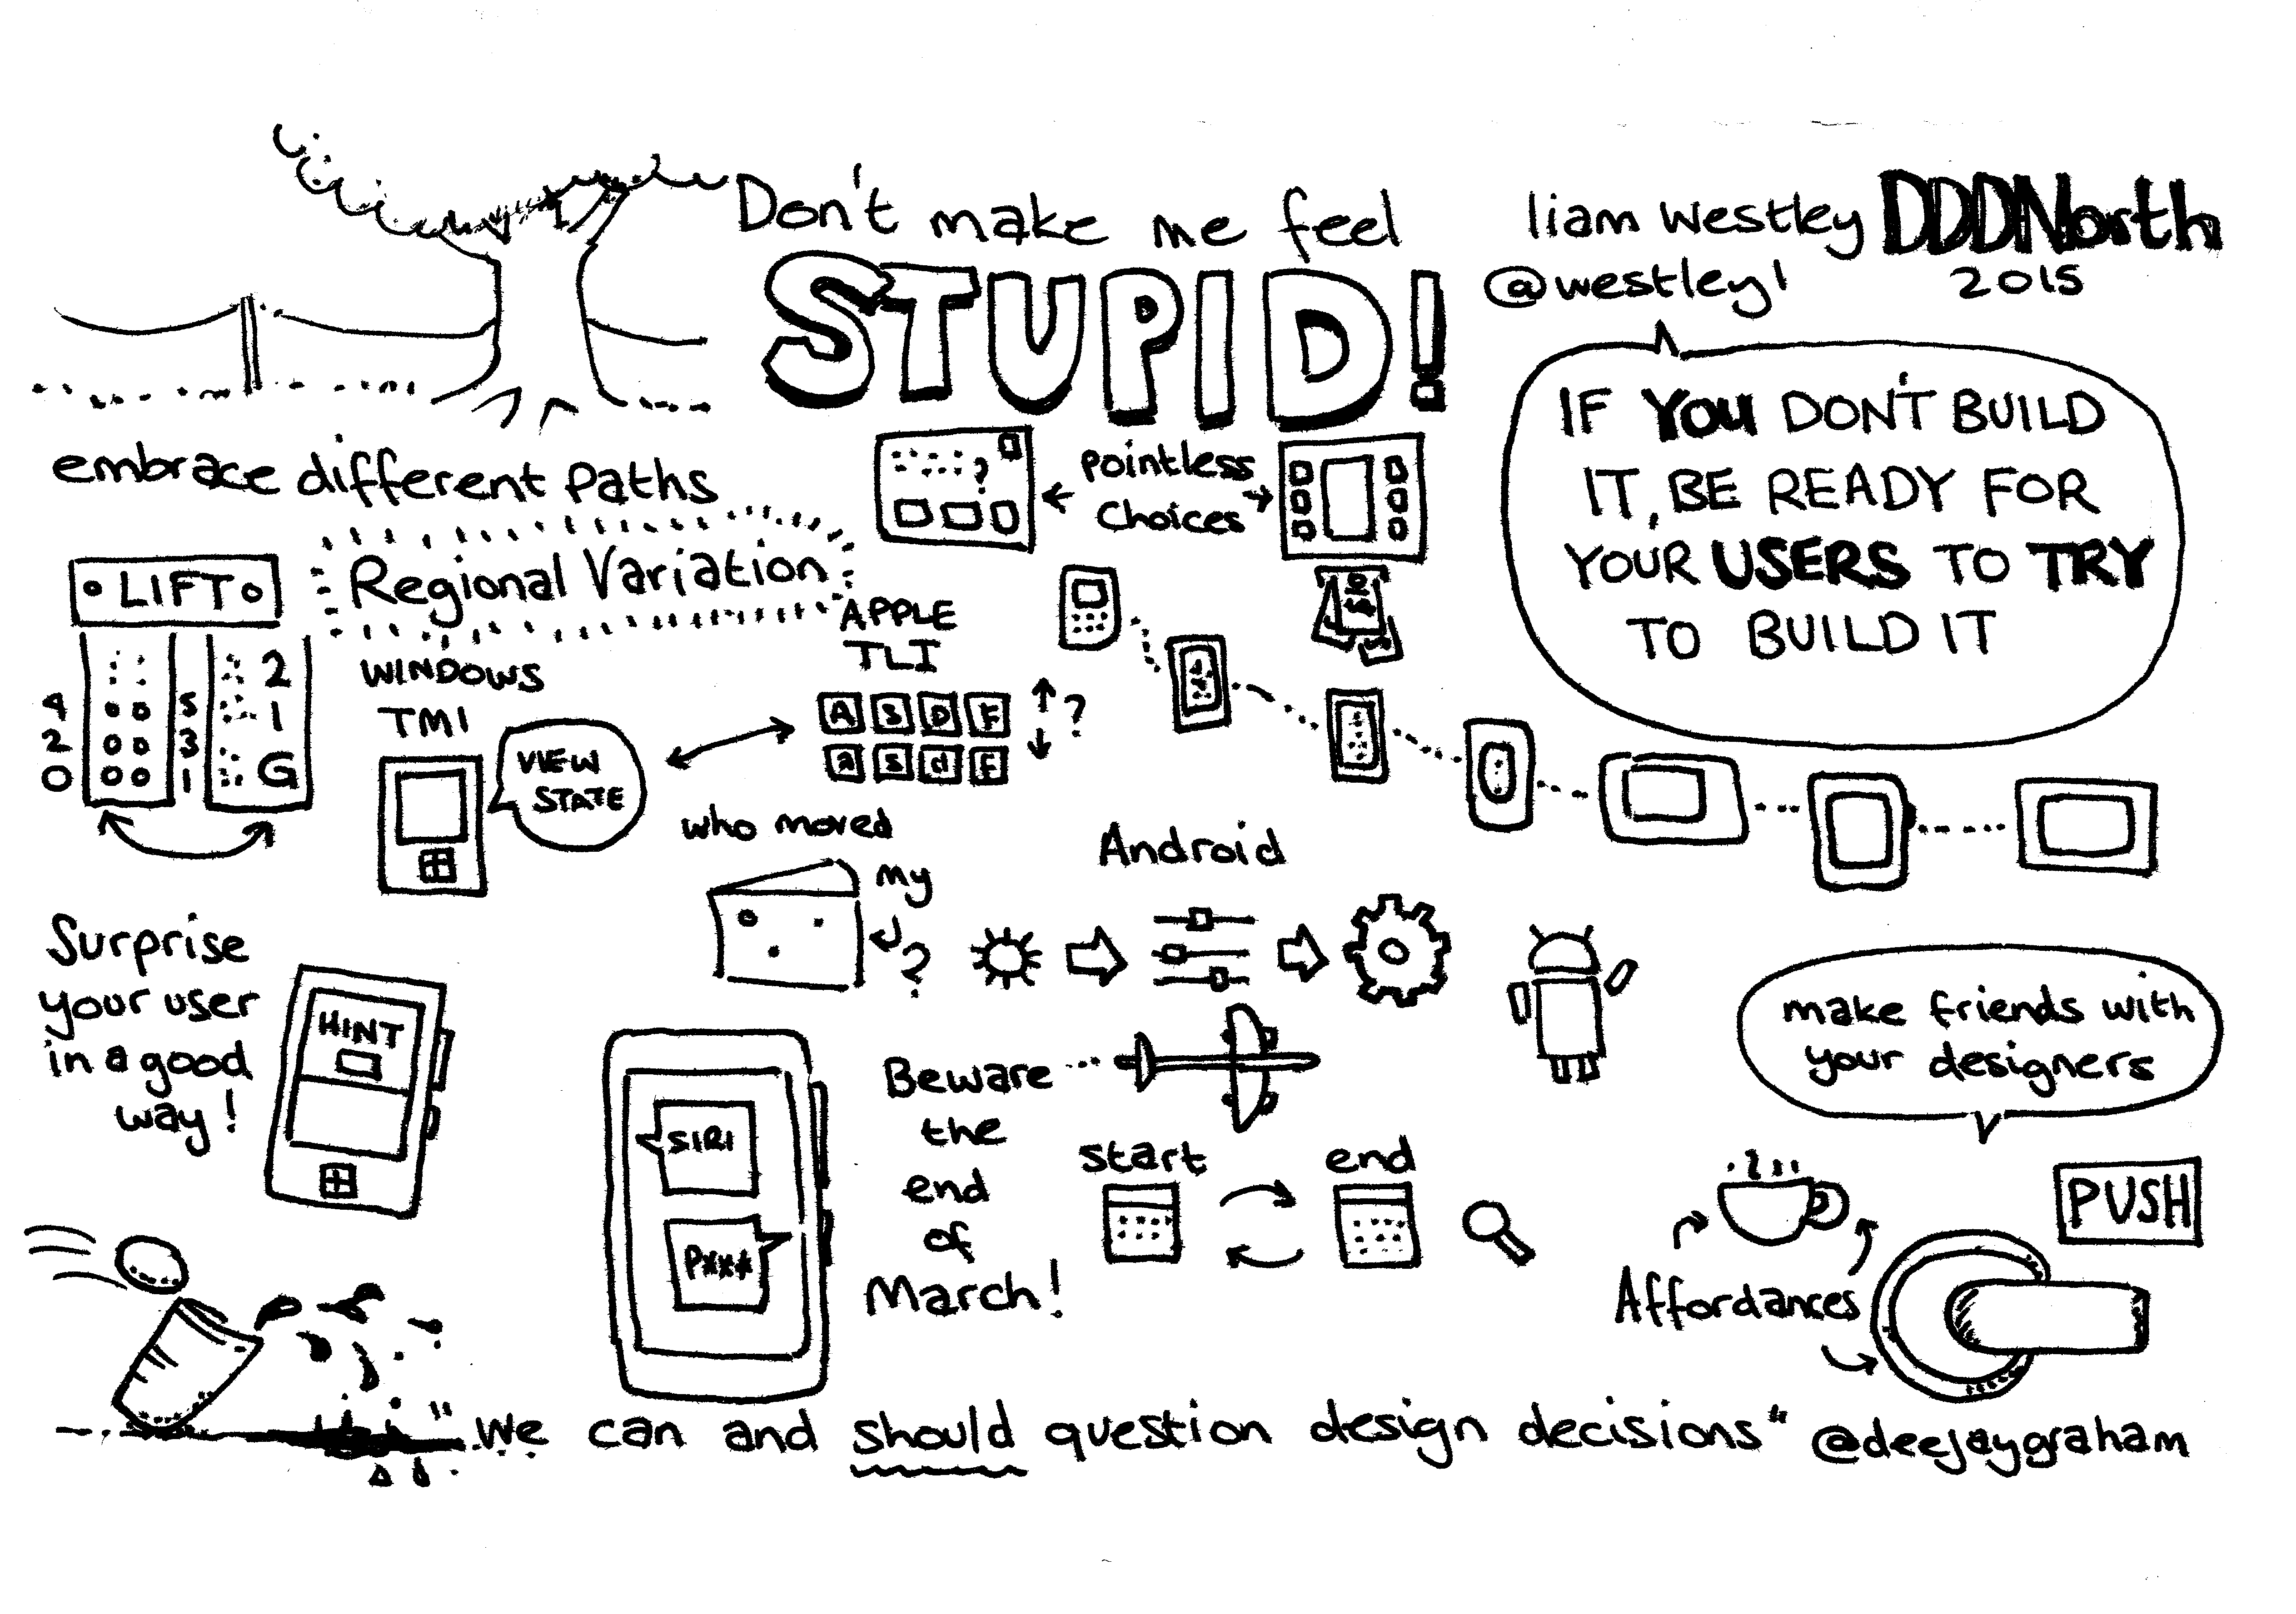 Don't make me feel
STUPID!
liam westley DDDNorth
@westleyl 2015
IF YOU DON'T BUILD
IT, BE READY FOR
YOUR USERS TO TRY
TO BUILD IT
embrace different Paths
pointless
Choices
?
Regional Variation
LIFT
4 5
2 3
0 1
2
1
G
WINDOWS
TMI
VIEW
STATE
APPLE
TLI
A S D F
a s d f
?
who moved
my
?
Android
Surprise
your user
in a good
way!
HINT
SIRI
P***
Beware
the
end
of
March!
start end
make friends with
your designers
PUSH
Affordances
"We can and should question design decisions" @deejaygraham